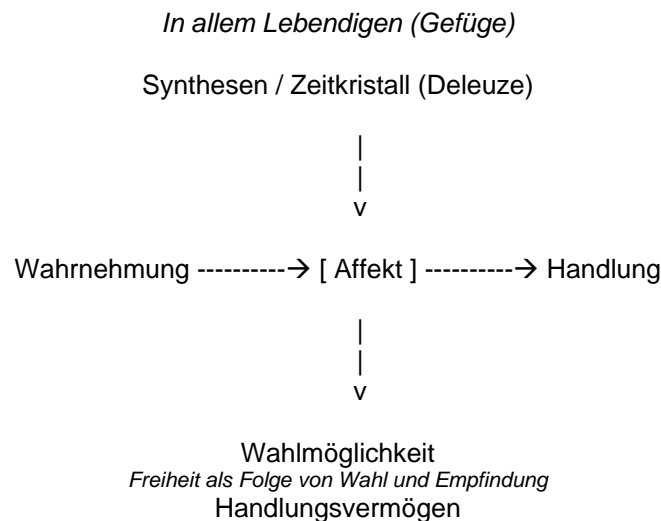 In allem Lebendigen (Gefüge)
Synthesen / Zeitkristall (Deleuze)
|
|
v
Wahrnehmung ----------→ [ Affekt ] ----------→ Handlung
|
|
v
Wahlmöglichkeit
Freiheit als Folge von Wahl und Empfindung
Handlungsvermögen